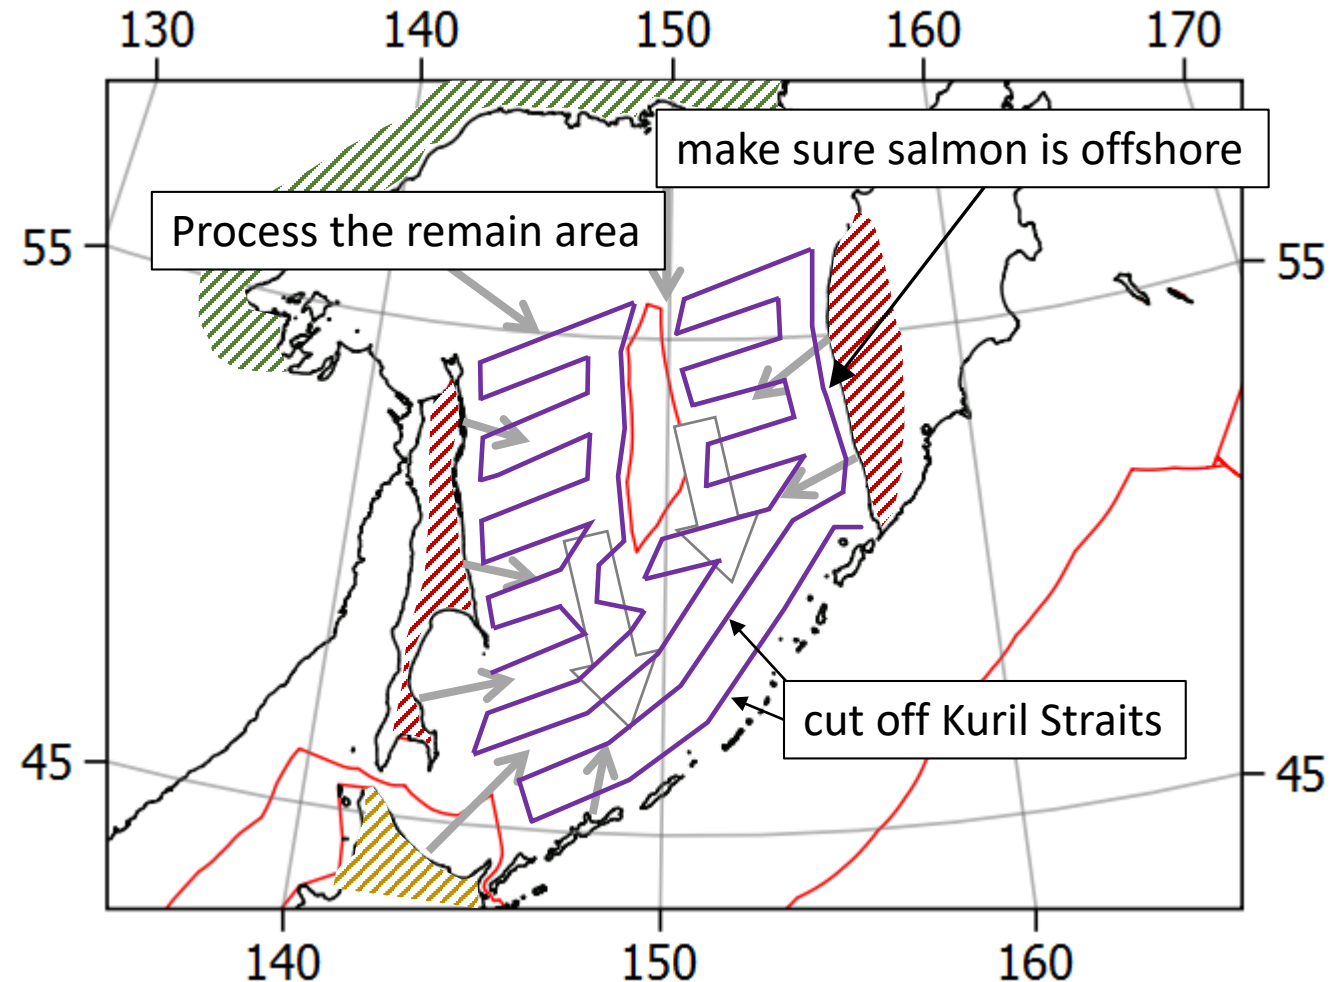 130 140 150 160 170
make sure salmon is offshore
Process the remain area
55 55
cut off Kuril Straits
45 45
140 150 160